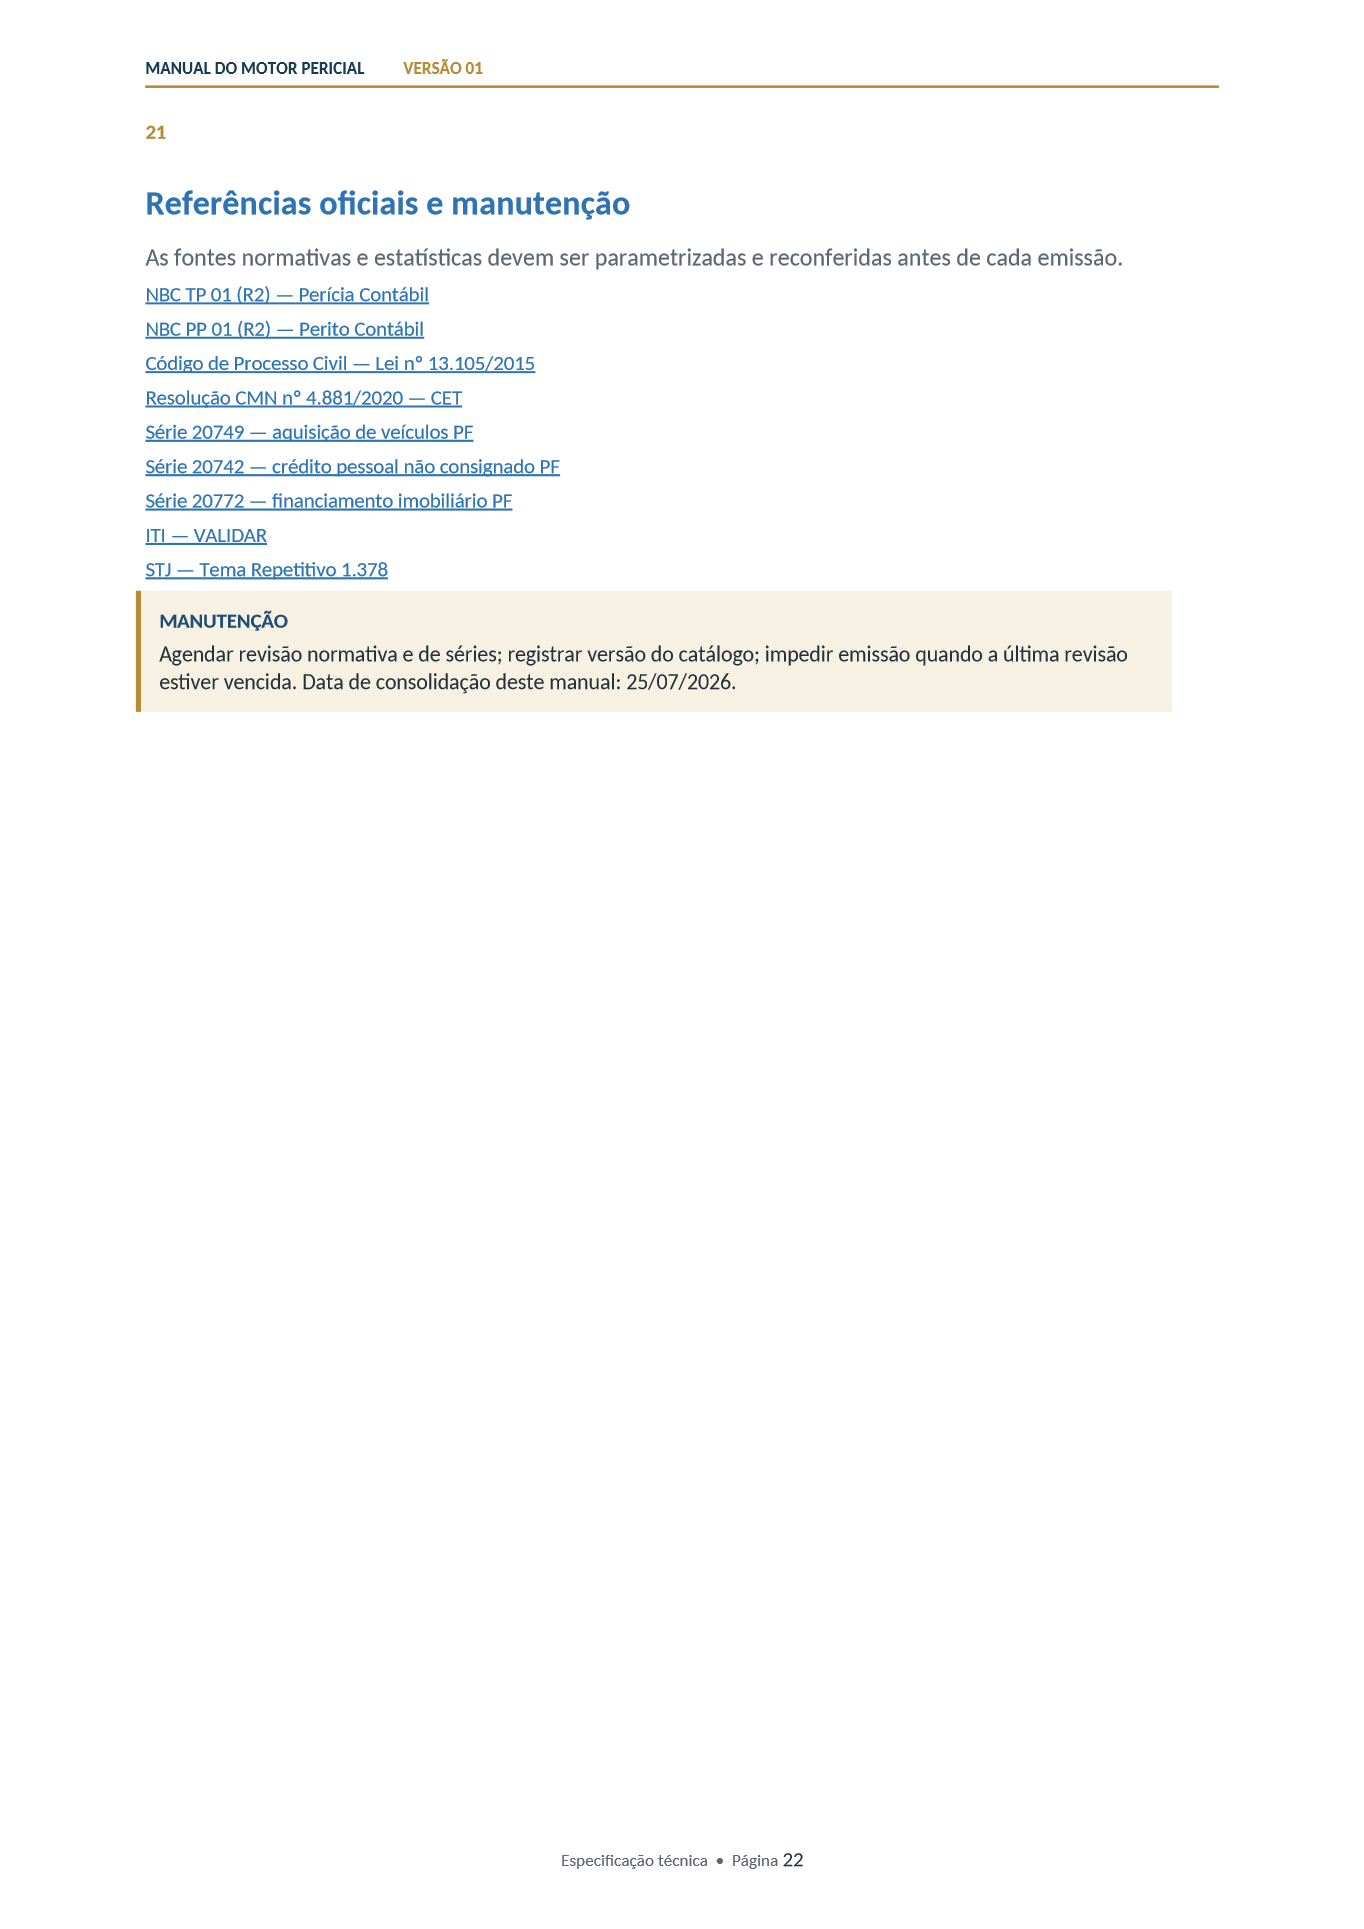 MANUAL DO MOTOR PERICIAL VERSÃO 01
21
Referências oficiais e manutenção
As fontes normativas e estatísticas devem ser parametrizadas e reconferidas antes de cada emissão.
NBC TP 01 (R2) — Perícia Contábil
NBC PP 01 (R2) — Perito Contábil
Código de Processo Civil — Lei nº 13.105/2015
Resolução CMN nº 4.881/2020 — CET
Série 20749 — aquisição de veículos PF
Série 20742 — crédito pessoal não consignado PF
Série 20772 — financiamento imobiliário PF
ITI — VALIDAR
STJ — Tema Repetitivo 1.378
MANUTENÇÃO
Agendar revisão normativa e de séries; registrar versão do catálogo; impedir emissão quando a última revisão
estiver vencida. Data de consolidação deste manual: 25/07/2026.
Especificação técnica • Página 22